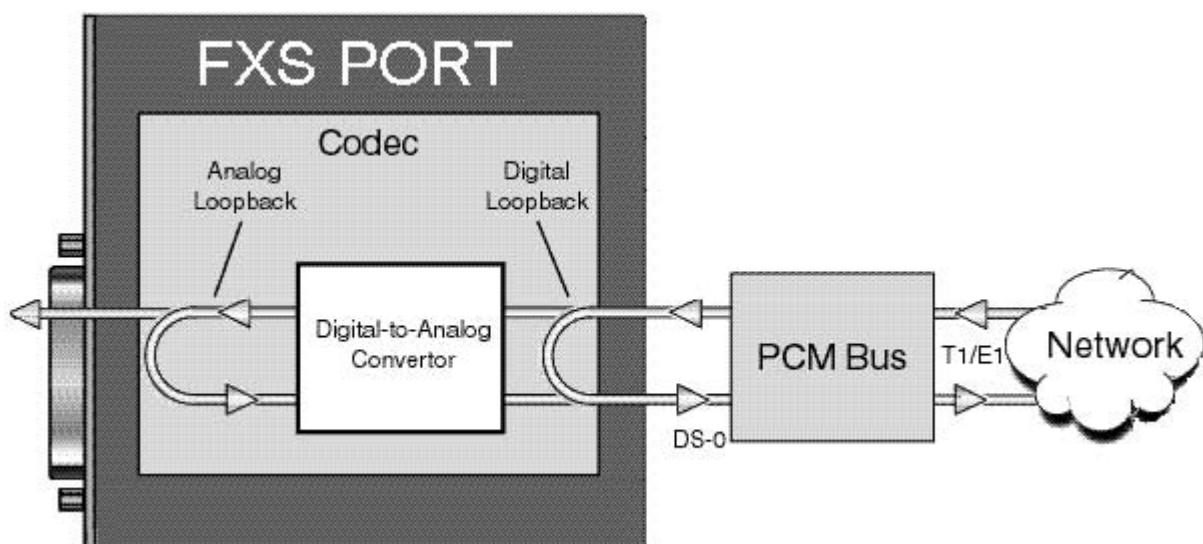 FXS PORT
Codec
Analog
Loopback
Digital
Loopback
Digital-to-Analog
Convertor
PCM Bus
T1/E1
Network
DS-0